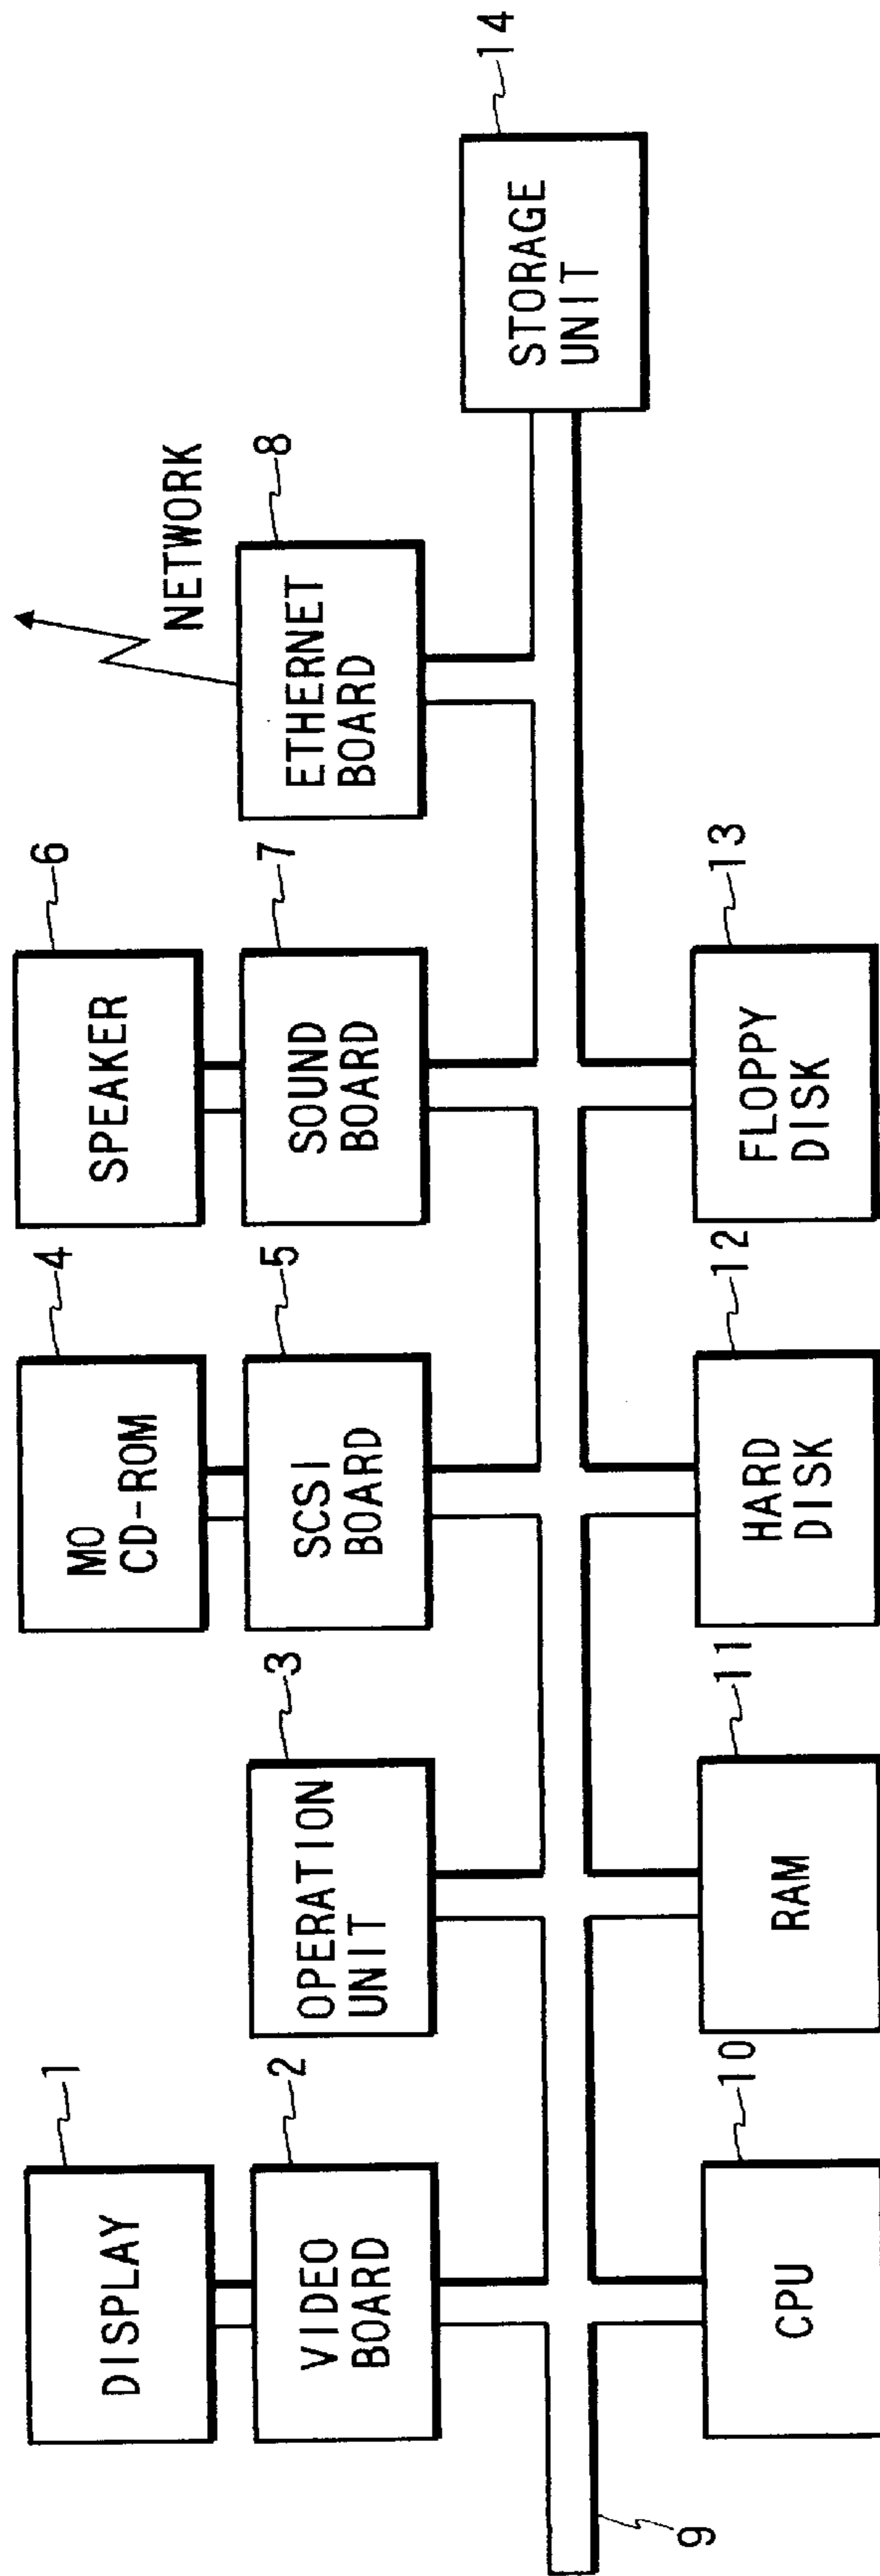 1
DISPLAY
2
VIDEO
BOARD
3
OPERATION
UNIT
4
MO
CD-ROM
5
SCSI
BOARD
6
SPEAKER
7
SOUND
BOARD
NETWORK
8
ETHERNET
BOARD
14
STORAGE
UNIT
9
10
CPU
11
RAM
12
HARD
DISK
13
FLOPPY
DISK